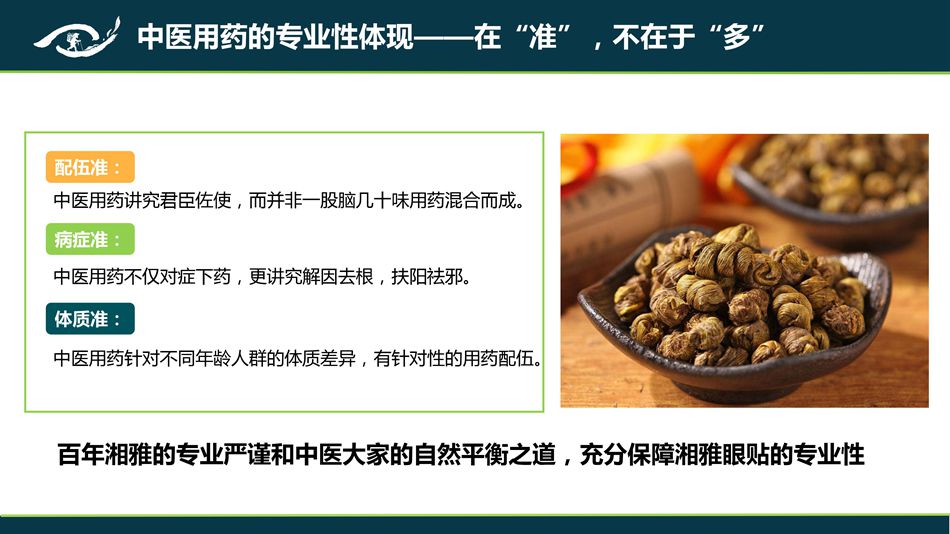 中医用药的专业性体现——在“准”，不在于“多”
配伍准：
中医用药讲究君臣佐使，而并非一股脑几十味用药混合而成。
病症准：
中医用药不仅对症下药，更讲究解因去根，扶阳祛邪。
体质准：
中医用药针对不同年龄人群的体质差异，有针对性的用药配伍。
百年湘雅的专业严谨和中医大家的自然平衡之道，充分保障湘雅眼贴的专业性